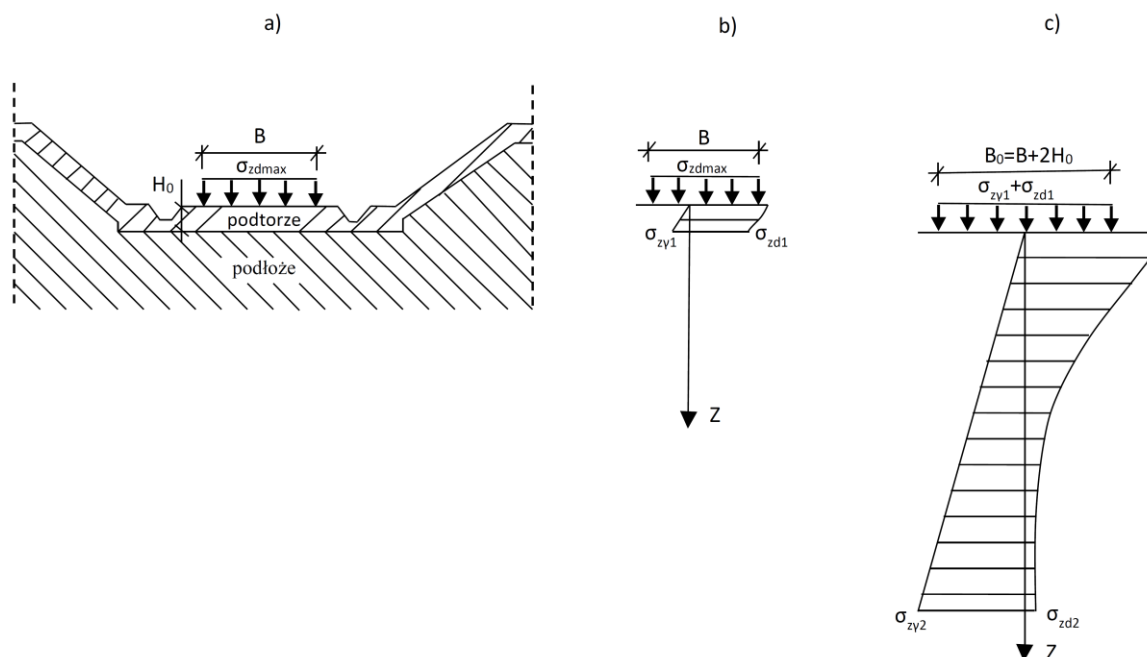 a)
B
σzdmax
H₀
podtorze
podłoże
b)
B
σzdmax
σzγ1
σzd1
Z
c)
B₀=B+2H₀
σzγ1+σzd1
σzγ2
σzd2
Z